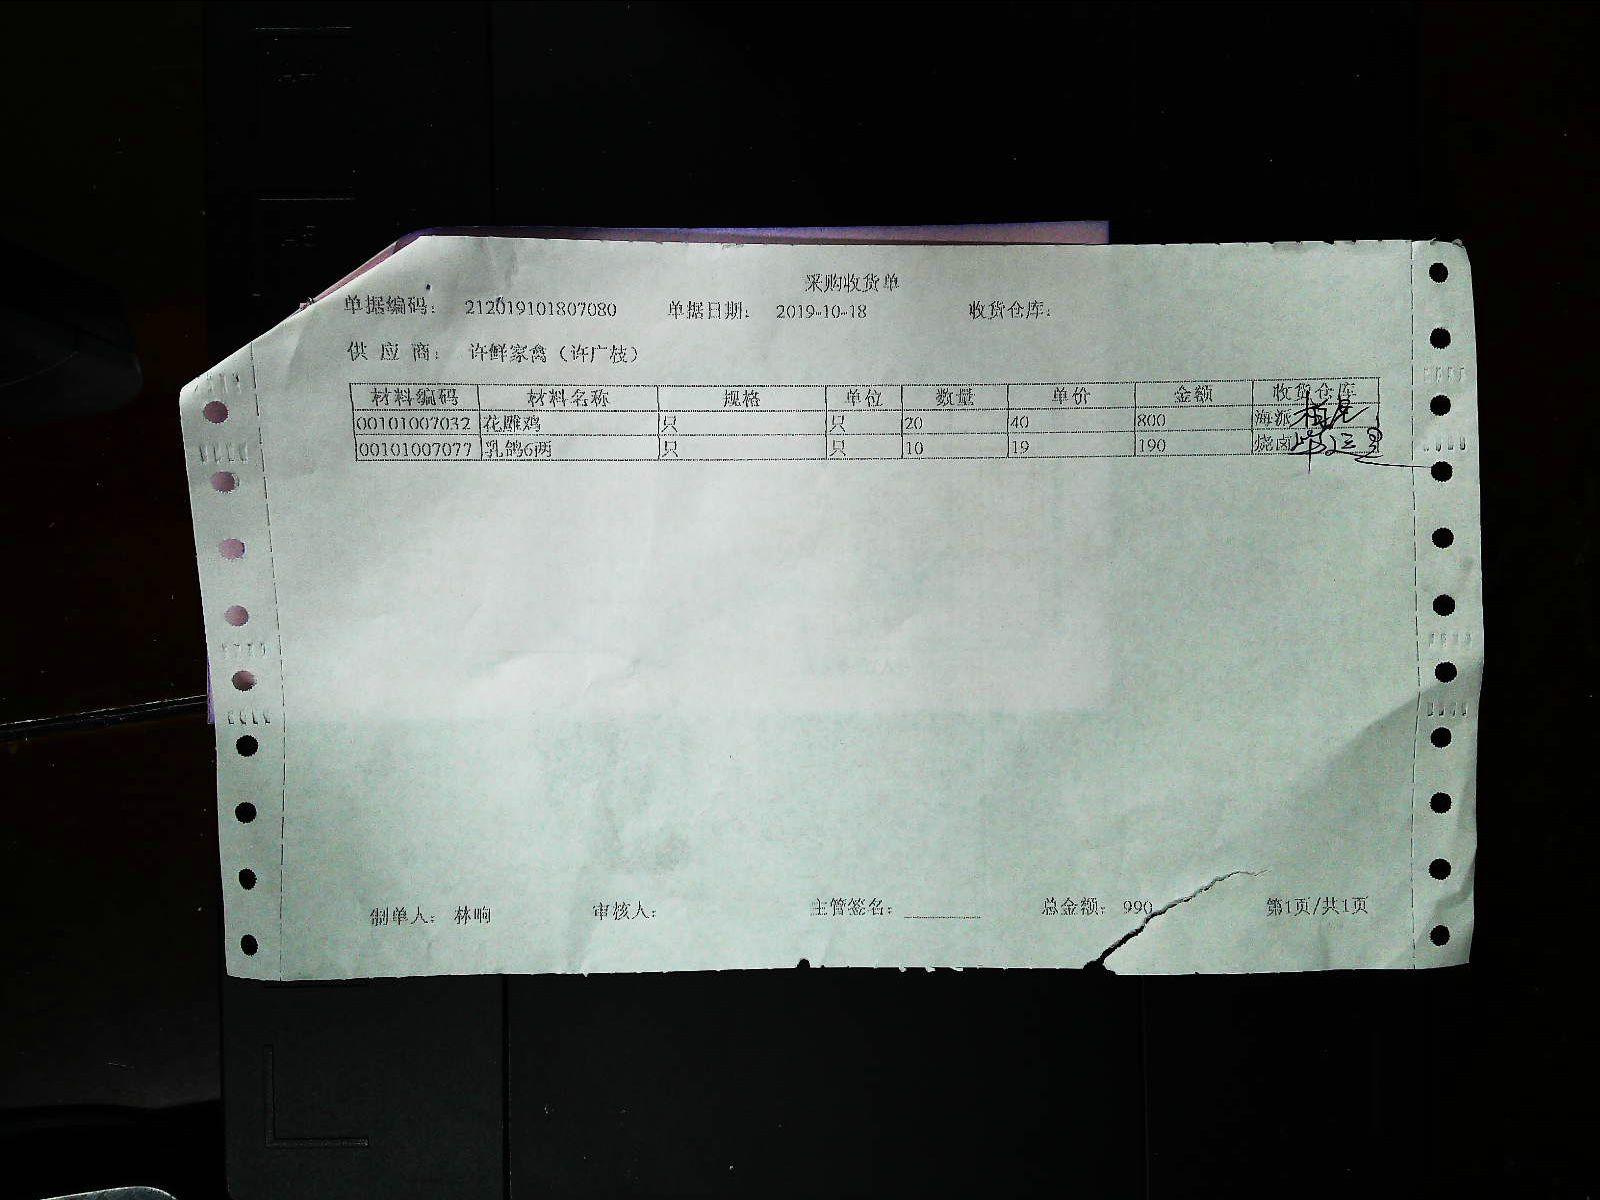 采购收货单
单据编码： 212019101807080 单据日期： 2019-10-18 收货仓库：
供 应 商： 许鲜家禽（许广枝）
材料编码 材料名称 规格 单位 数量 单价 金额 收货仓库
00101007032 花雕鸡 只 只 20 40 800 海派
00101007077 乳鸽6两 只 只 10 19 190 烧卤
制单人： 林响 审核人： 主管签名： 总金额： 990 第1页/共1页